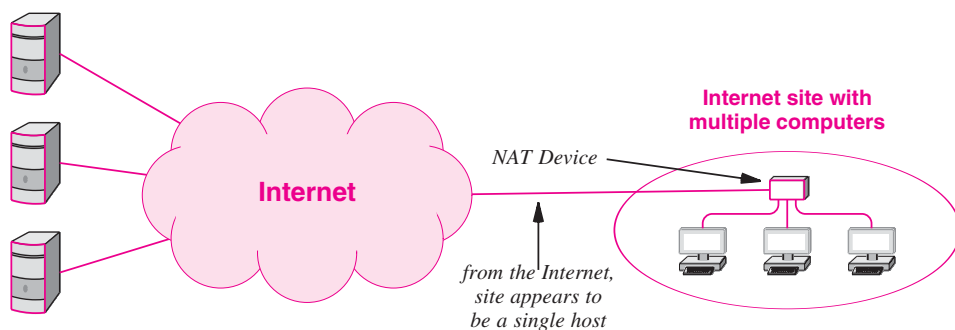 Internet site with
multiple computers
NAT Device
Internet
from the Internet,
site appears to
be a single host